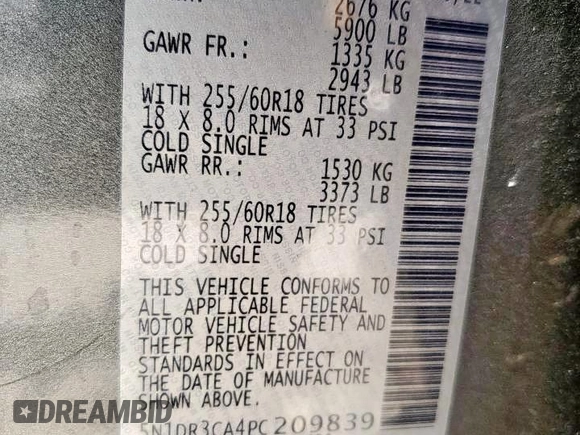 2676 KG
5900 LB
GAWR FR.: 1335 KG
2943 LB
WITH 255/60R18 TIRES
18 X 8.0 RIMS AT 33 PSI
COLD SINGLE
GAWR RR.: 1530 KG
3373 LB
WITH 255/60R18 TIRES
18 X 8.0 RIMS AT 33 PSI
COLD SINGLE
THIS VEHICLE CONFORMS TO
ALL APPLICABLE FEDERAL
MOTOR VEHICLE SAFETY AND
THEFT PREVENTION
STANDARDS IN EFFECT ON
THE DATE OF MANUFACTURE
SHOWN ABOVE.
5N1DR3CA4PC209839
DREAMBID